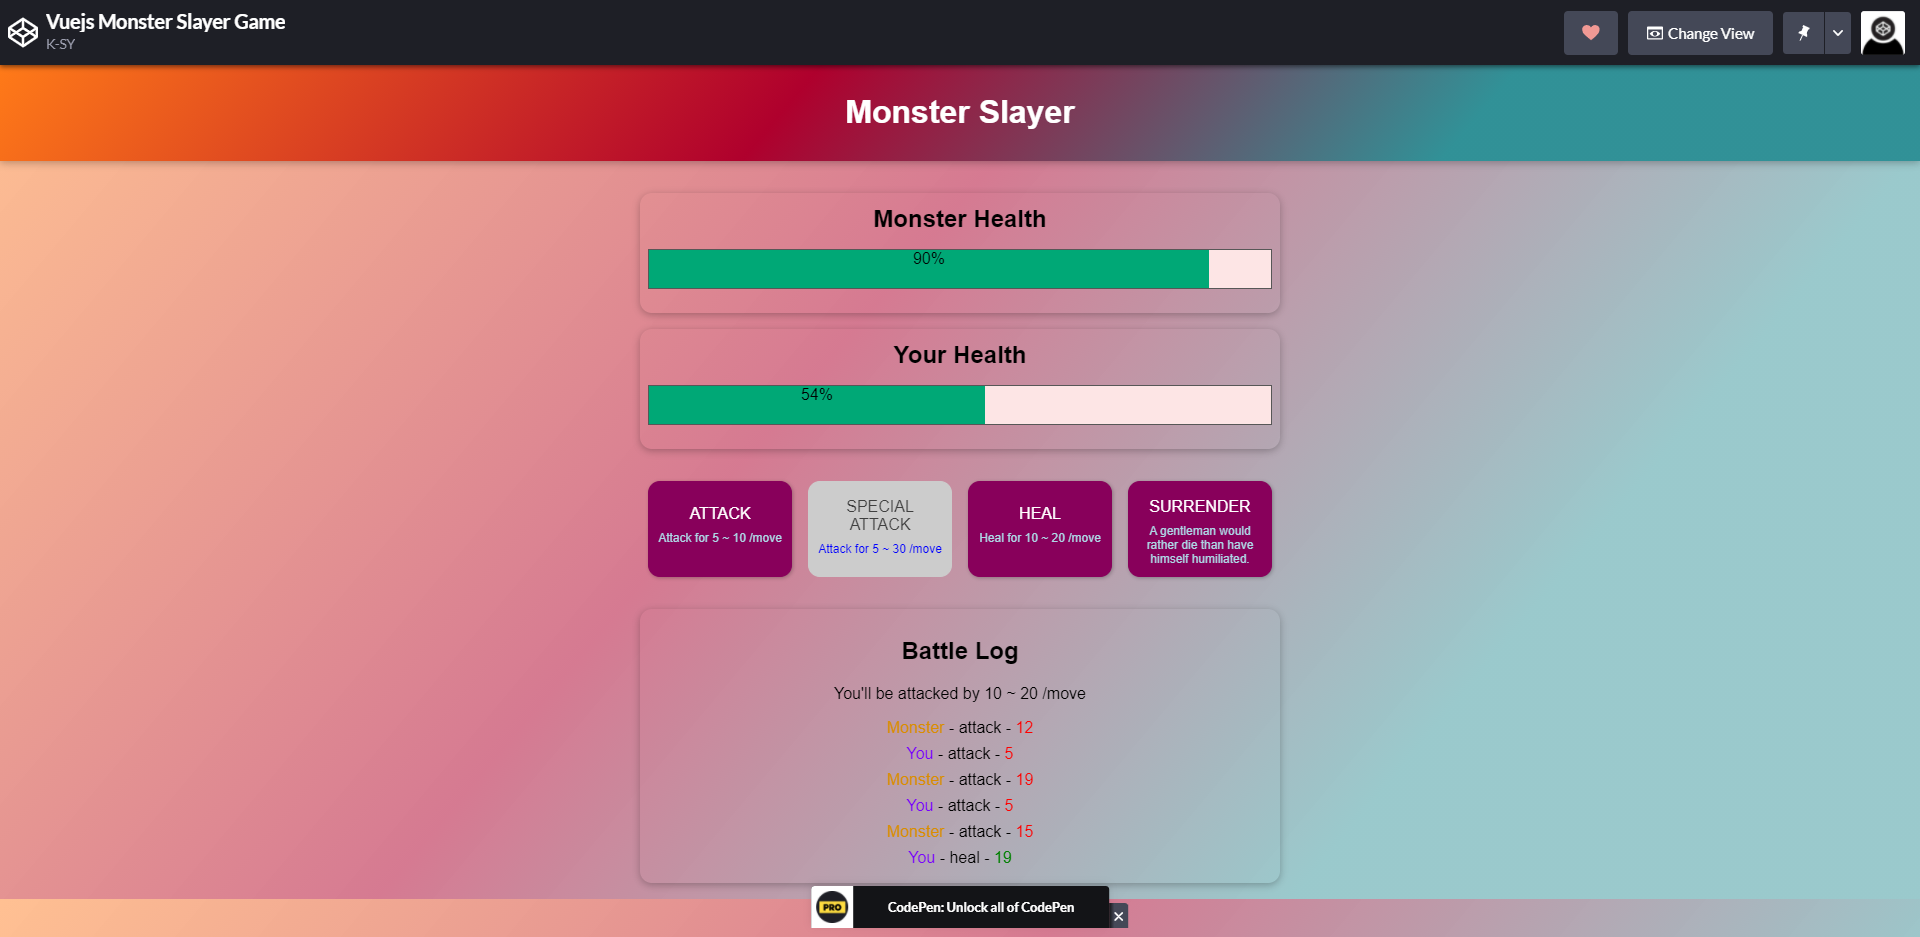 Vuejs Monster Slayer Game
K-SY
Change View
Monster Slayer
Monster Health
90%
Your Health
54%
ATTACK
Attack for 5 ~ 10 /move
SPECIAL
ATTACK
Attack for 5 ~ 30 /move
HEAL
Heal for 10 ~ 20 /move
SURRENDER
A gentleman would
rather die than have
himself humiliated.
Battle Log
You'll be attacked by 10 ~ 20 /move
Monster - attack - 12
You - attack - 5
Monster - attack - 19
You - attack - 5
Monster - attack - 15
You - heal - 19
PRO
CodePen: Unlock all of CodePen